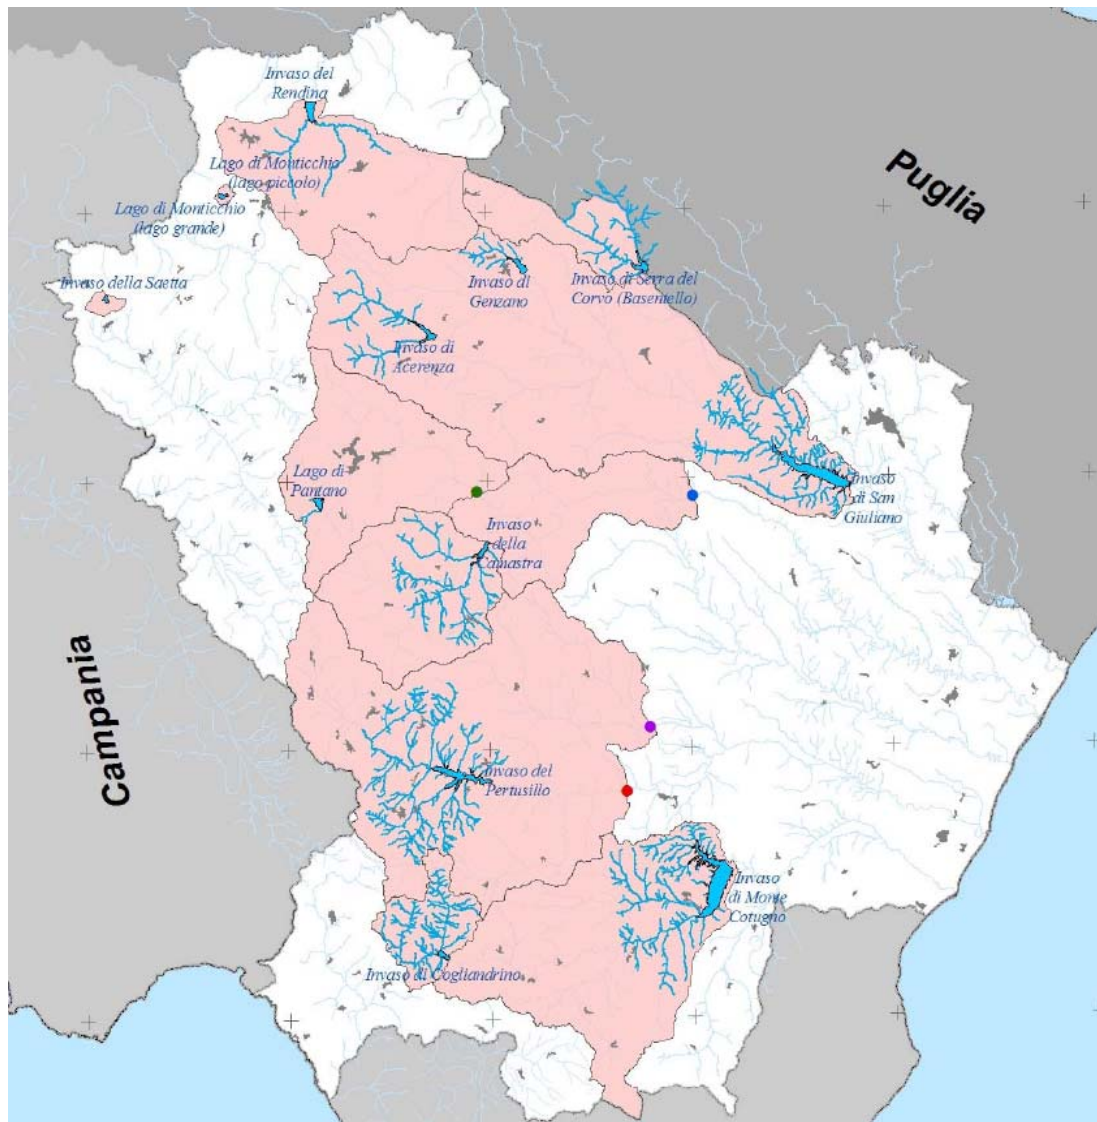 Invaso del
Rendina
Puglia
Lago di Monticchio
(lago piccolo)
Lago di Monticchio
(lago grande)
Invaso della Saetta
Invaso di
Genzano
Invaso di Serra del
Corvo (Basentello)
Invaso di
Acerenza
Lago di
Pantano
Invaso
di San
Giuliano
Invaso
della
Camastra
Campania
Invaso del
Pertusillo
Invaso
di Monte
Cotugno
Invaso di Cogliandrino